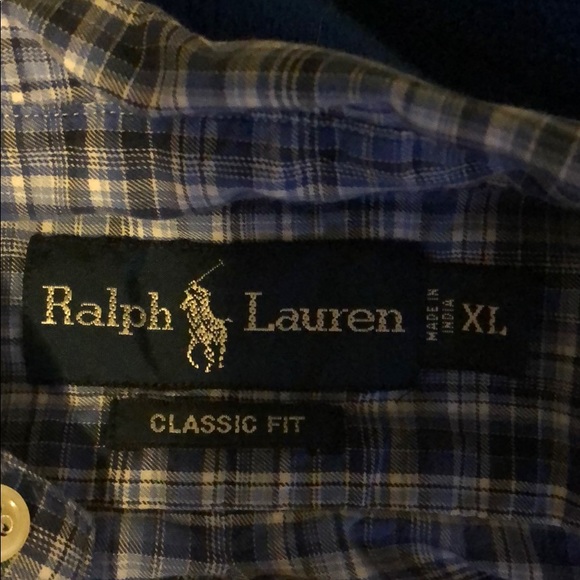 Ralph Lauren
MADE IN
INDIA
XL
CLASSIC FIT